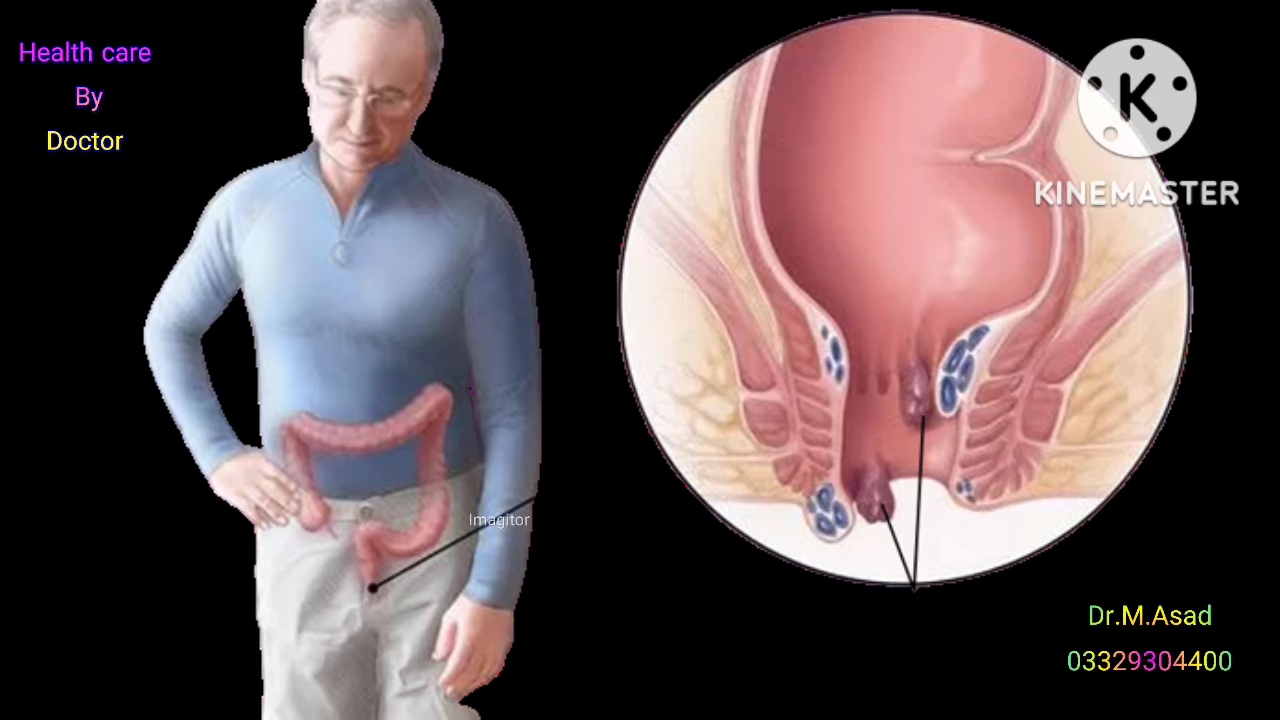 Health care
By
Doctor
K
KINEMASTER
Imagitor
Dr.M.Asad
03329304400